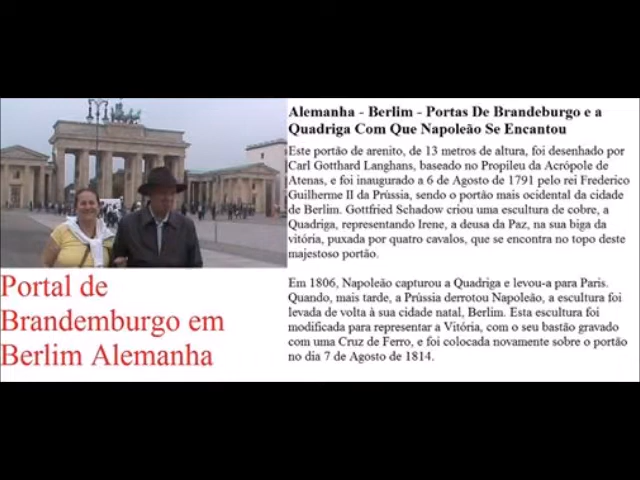 Alemanha - Berlim - Portas De Brandeburgo e a
Quadriga Com Que Napoleão Se Encantou
Este portão de arenito, de 13 metros de altura, foi desenhado por
Carl Gotthard Langhans, baseado no Propileu da Acrópole de
Atenas, e foi inaugurado a 6 de Agosto de 1791 pelo rei Frederico
Guilherme II da Prússia, sendo o portão mais ocidental da cidade
de Berlim. Gottfried Schadow criou uma escultura de cobre, a
Quadriga, representando Irene, a deusa da Paz, na sua biga da
vitória, puxada por quatro cavalos, que se encontra no topo deste
majestoso portão.
Em 1806, Napoleão capturou a Quadriga e levou-a para Paris.
Quando, mais tarde, a Prússia derrotou Napoleão, a escultura foi
levada de volta à sua cidade natal, Berlim. Esta escultura foi
modificada para representar a Vitória, com o seu bastão gravado
com uma Cruz de Ferro, e foi colocada novamente sobre o portão
no dia 7 de Agosto de 1814.
Portal de
Brandemburgo em
Berlim Alemanha